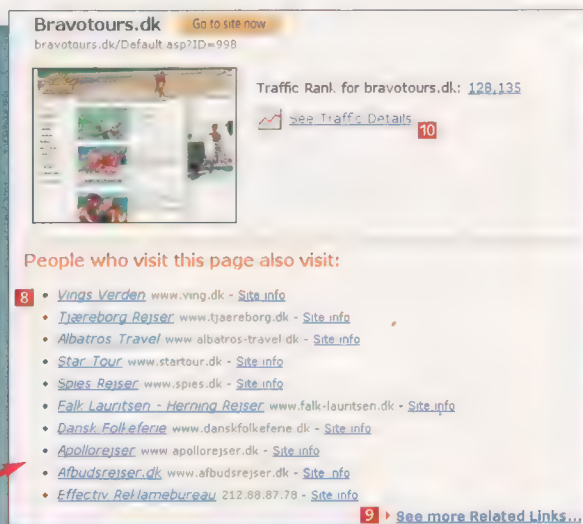 Bravotours.dk Go to site now
bravotours.dk/Default asp?ID=998
Traffic Rank for bravotours.dk: 128,135
See Traffic Details
10
People who visit this page also visit:
8 • Vings Verden www.ving.dk - Site info
• Tjæreborg Rejser www.tjaereborg.dk - Site info
• Albatros Travel www albatros-travel dk - Site info
• Star Tour www.startour.dk - Site info
• Spies Rejser www.spies.dk - Site info
• Falk Lauritsen - Herning Rejser www.falk-lauritsen.dk - Site info
• Dansk Folkeferie www.danskfolkeferie dk - Site info
• Apollorejser www apollorejser.dk - Site info
• Afbudsrejser.dk www.afbudsrejser.dk - Site info
• Effectiv Reklamebureau 212.88.87.78 - Site info
9 See more Related Links...